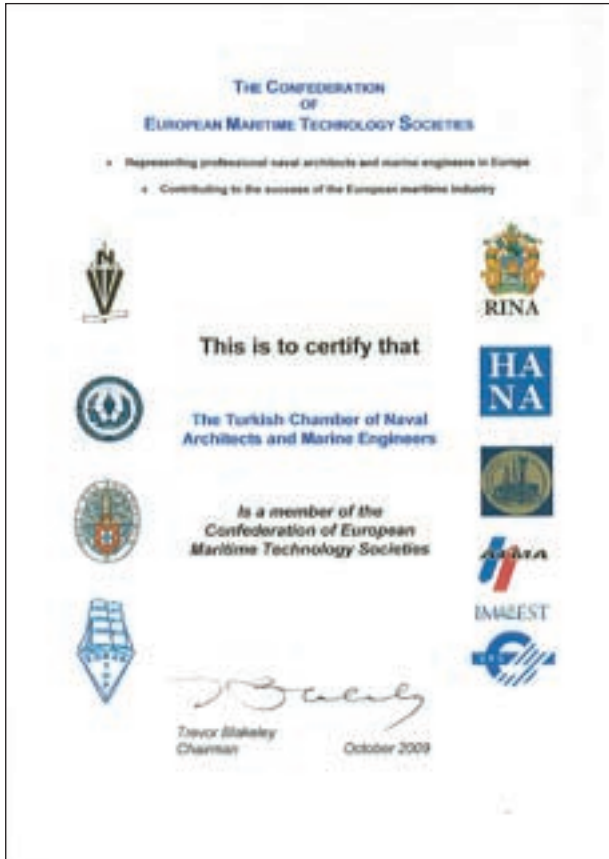 THE CONFEDERATION
OF
EUROPEAN MARITIME TECHNOLOGY SOCIETIES
• Representing professional naval architects and marine engineers in Europe
• Contributing to the success of the European maritime industry
N
RINA
This is to certify that
HA
NA
The Turkish Chamber of Naval
Architects and Marine Engineers
Is a member of the
Confederation of European
Maritime Technology Societies
ATMA
IMAREST
Trevor Blakeley
Chairman October 2009